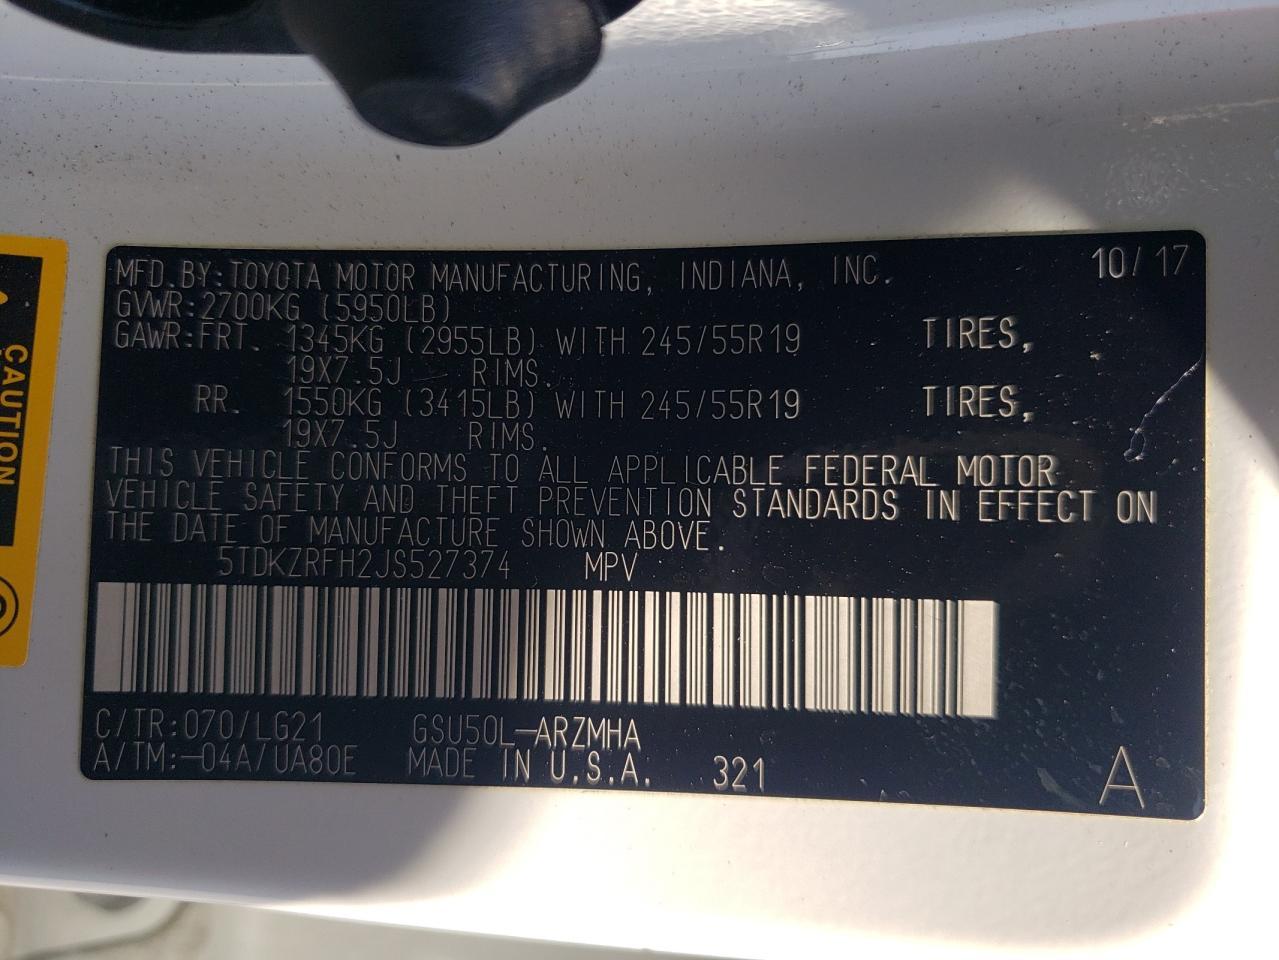 MFD.BY:TOYOTA MOTOR MANUFACTURING, INDIANA, INC. 10/17
GVWR:2700KG (5950LB)
GAWR:FRT. 1345KG (2955LB) WITH 245/55R19 TIRES,
19X7.5J RIMS.
RR. 1550KG (3415LB) WITH 245/55R19 TIRES,
19X7.5J RIMS.
THIS VEHICLE CONFORMS TO ALL APPLICABLE FEDERAL MOTOR
VEHICLE SAFETY AND THEFT PREVENTION STANDARDS IN EFFECT ON
THE DATE OF MANUFACTURE SHOWN ABOVE.
5TDKZRFH2JS527374 MPV
C/TR:070/LG21 GSU50L-ARZMHA
A/TM:-04A/UA80E MADE IN U.S.A. 321 A
CAUTION